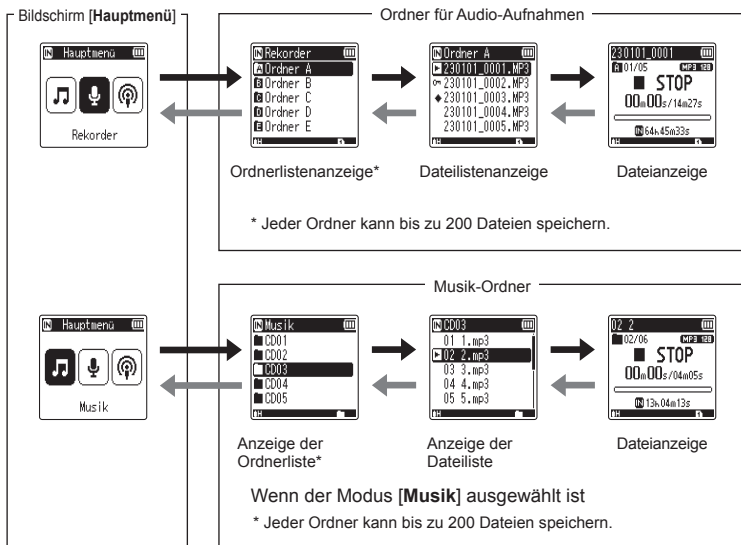 Bildschirm [Hauptmenü]
Ordner für Audio-Aufnahmen
Hauptmenü
Rekorder
Rekorder
Ordner A
Ordner B
Ordner C
Ordner D
Ordner E
Ordnerlistenanzeige*
Ordner A
230101_0001.MP3
230101_0002.MP3
230101_0003.MP3
230101_0004.MP3
230101_0005.MP3
Dateilistenanzeige
230101_0001
A 01/05 MP3 128
STOP
00m00s/14m27s
IN 64h45m33s
Dateianzeige
* Jeder Ordner kann bis zu 200 Dateien speichern.
Musik-Ordner
Hauptmenü
Musik
Musik
CD01
CD02
CD03
CD04
CD05
Anzeige der
Ordnerliste*
CD03
01 1.mp3
02 2.mp3
03 3.mp3
04 4.mp3
05 5.mp3
Anzeige der
Dateiliste
02 2
02/06 MP3 128
STOP
00m00s/04m05s
IN 13h04m13s
Dateianzeige
Wenn der Modus [Musik] ausgewählt ist
* Jeder Ordner kann bis zu 200 Dateien speichern.